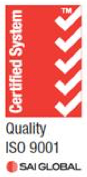 Certified System
TM
Quality
ISO 9001
SAI GLOBAL